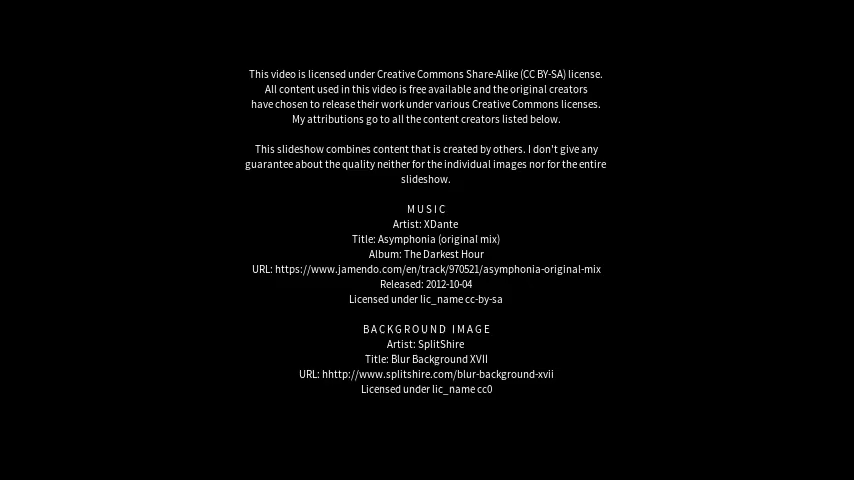 This video is licensed under Creative Commons Share-Alike (CC BY-SA) license.
All content used in this video is free available and the original creators
have chosen to release their work under various Creative Commons licenses.
My attributions go to all the content creators listed below.
This slideshow combines content that is created by others. I don't give any
guarantee about the quality neither for the individual images nor for the entire
slideshow.
MUSIC
Artist: XDante
Title: Asymphonia (original mix)
Album: The Darkest Hour
URL: https://www.jamendo.com/en/track/970521/asymphonia-original-mix
Released: 2012-10-04
Licensed under lic_name cc-by-sa
BACKGROUND IMAGE
Artist: SplitShire
Title: Blur Background XVII
URL: hhttp://www.splitshire.com/blur-background-xvii
Licensed under lic_name cc0